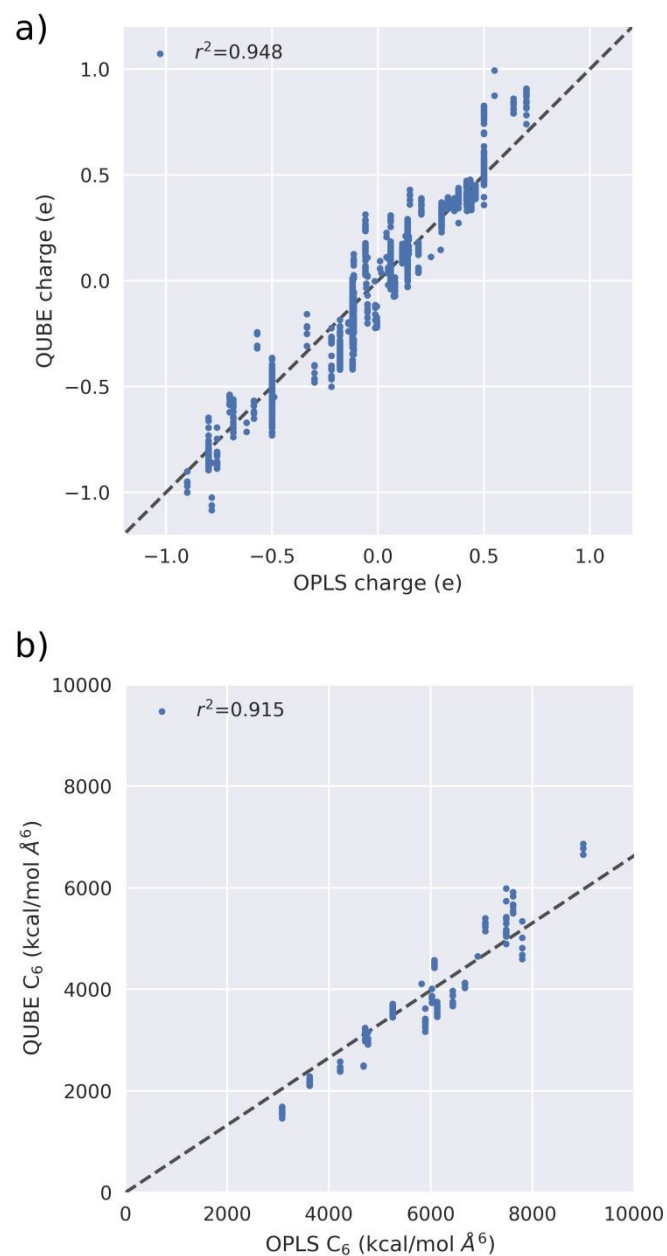 a)
r²=0.948
1.0
0.5
0.0
−0.5
−1.0
QUBE charge (e)
−1.0 −0.5 0.0 0.5 1.0
OPLS charge (e)
b)
10000
r²=0.915
8000
6000
4000
2000
0
QUBE C₆ (kcal/mol Å⁶)
0 2000 4000 6000 8000 10000
OPLS C₆ (kcal/mol Å⁶)